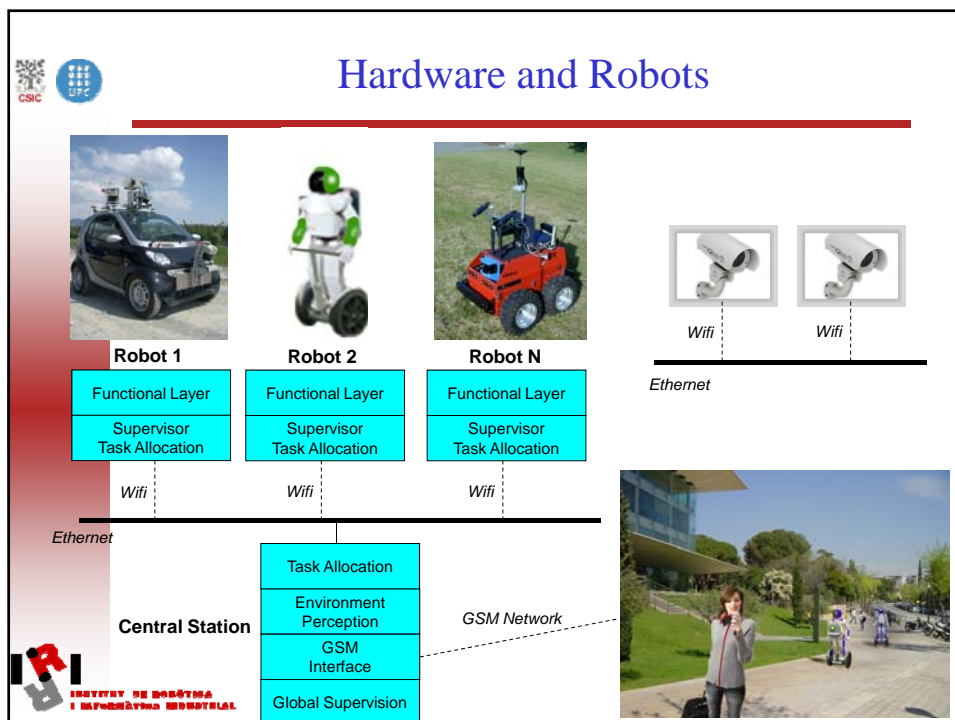 Hardware and Robots
CSIC
UPC
Robot 1
Robot 2
Robot N
Functional Layer
Functional Layer
Functional Layer
Supervisor
Task Allocation
Supervisor
Task Allocation
Supervisor
Task Allocation
Wifi
Wifi
Wifi
Ethernet
Wifi
Wifi
Ethernet
Central Station
Task Allocation
Environment
Perception
GSM
Interface
Global Supervision
GSM Network
IRI
INSTITUT DE ROBÒTICA
I INFORMÀTICA INDUSTRIAL